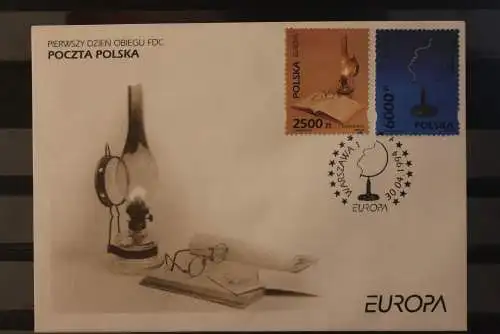 PIERWSZY DZIEŃ OBIEGU FDC
POCZTA POLSKA
POLSKA
EUROPA
2500 zł
6000 zł
POLSKA
WARSZAWA 1
30 04 1994
EUROPA
EUROPA